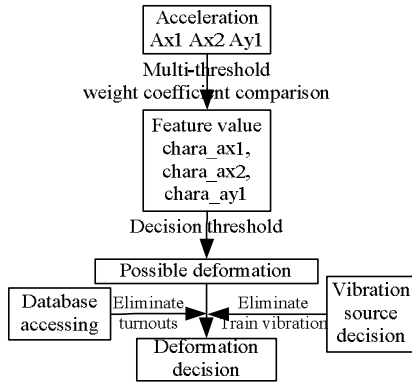 Acceleration
Ax1 Ax2 Ay1
Multi-threshold
weight coefficient comparison
Feature value
chara_ax1,
chara_ax2,
chara_ay1
Decision threshold
Possible deformation
Database
accessing
Eliminate
turnouts
Eliminate
Train vibration
Vibration
source
decision
Deformation
decision